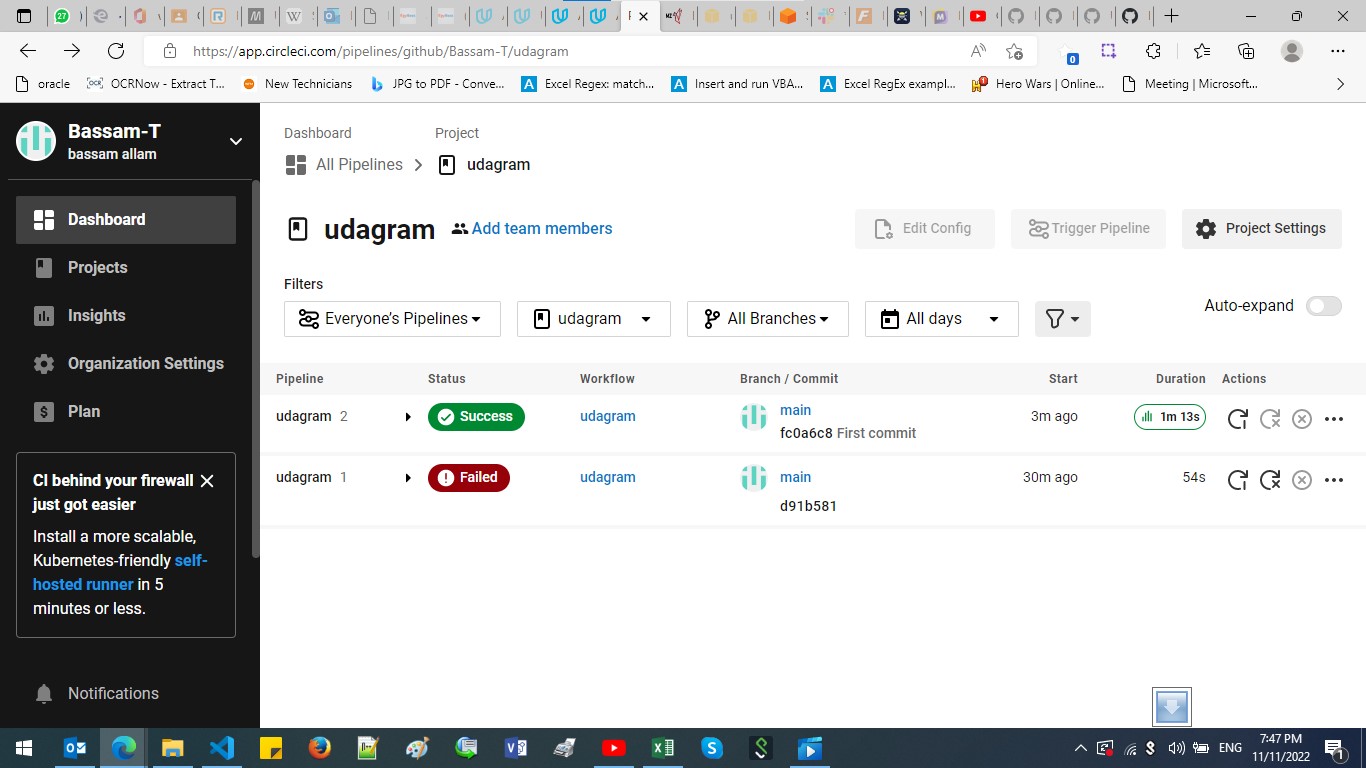 https://app.circleci.com/pipelines/github/Bassam-T/udagram
0
oracle
OCRNow - Extract T...
New Technicians
JPG to PDF - Conve...
Excel Regex: match...
Insert and run VBA...
Excel RegEx exampl...
Hero Wars | Online...
Meeting | Microsoft...
Bassam-T
bassam allam
Dashboard
Projects
Insights
Organization Settings
Plan
CI behind your firewall
just got easier
Install a more scalable,
Kubernetes-friendly self-
hosted runner in 5
minutes or less.
Notifications
Dashboard Project
All Pipelines udagram
udagram Add team members
Edit Config Trigger Pipeline Project Settings
Filters
Everyone's Pipelines udagram All Branches All days
Auto-expand
Pipeline Status Workflow Branch / Commit Start Duration Actions
udagram 2 Success udagram main 3m ago 1m 13s
fc0a6c8 First commit
udagram 1 Failed udagram main 30m ago 54s
d91b581
ENG
7:47 PM
11/11/2022
1